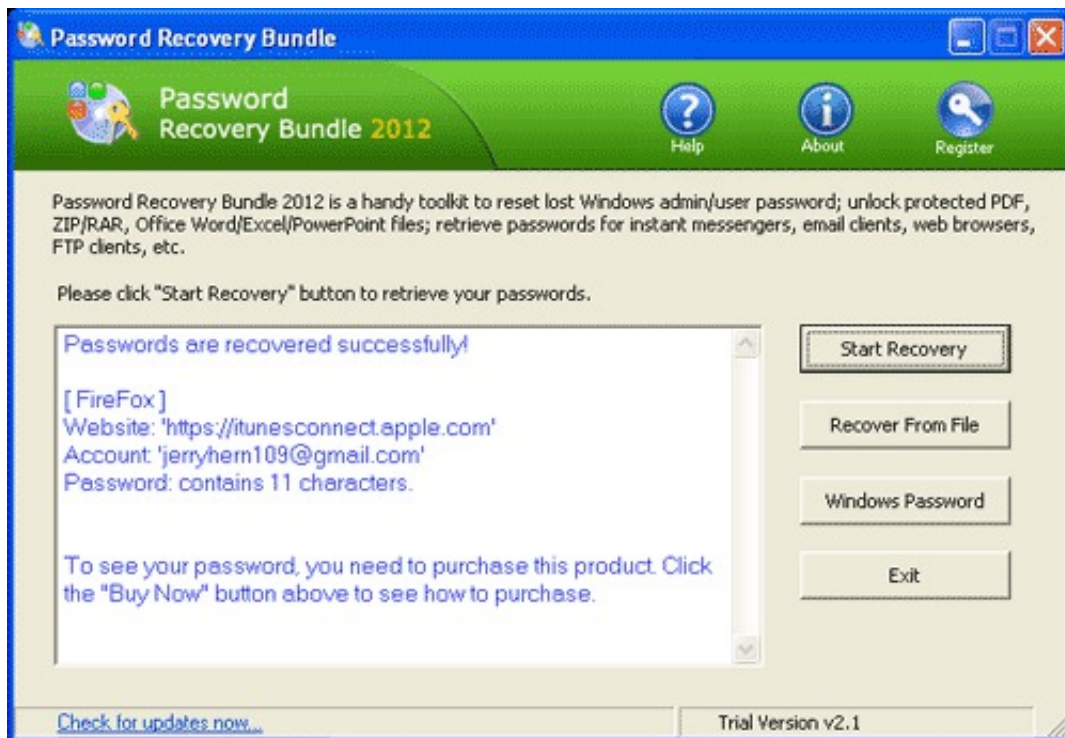 Password Recovery Bundle
Password
Recovery Bundle 2012
Help
About
Register
Password Recovery Bundle 2012 is a handy toolkit to reset lost Windows admin/user password; unlock protected PDF,
ZIP/RAR, Office Word/Excel/PowerPoint files; retrieve passwords for instant messengers, email clients, web browsers,
FTP clients, etc.
Please click "Start Recovery" button to retrieve your passwords.
Passwords are recovered successfully!
[ FireFox ]
Website: 'https://itunesconnect.apple.com'
Account: 'jerryhern109@gmail.com'
Password: contains 11 characters.
To see your password, you need to purchase this product. Click
the "Buy Now" button above to see how to purchase.
Start Recovery
Recover From File
Windows Password
Exit
Check for updates now...
Trial Version v2.1